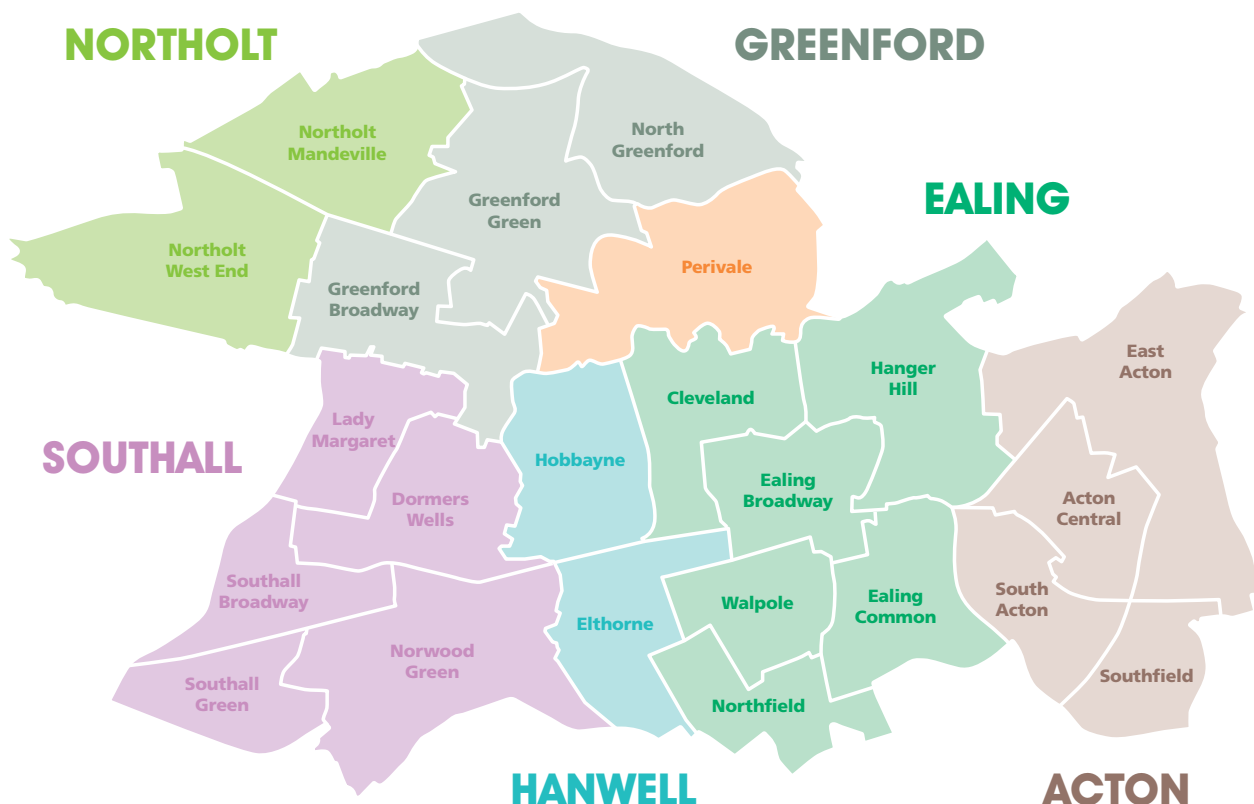 NORTHOLT
GREENFORD
Northolt
Mandeville
North
Greenford
EALING
Greenford
Green
Northolt
West End
Perivale
Greenford
Broadway
East
Acton
Hanger
Hill
Cleveland
Lady
Margaret
SOUTHALL
Hobbayne
Ealing
Broadway
Dormers
Wells
Acton
Central
Southall
Broadway
Walpole
Ealing
Common
South
Acton
Elthorne
Norwood
Green
Southall
Green
Southfield
Northfield
HANWELL
ACTON